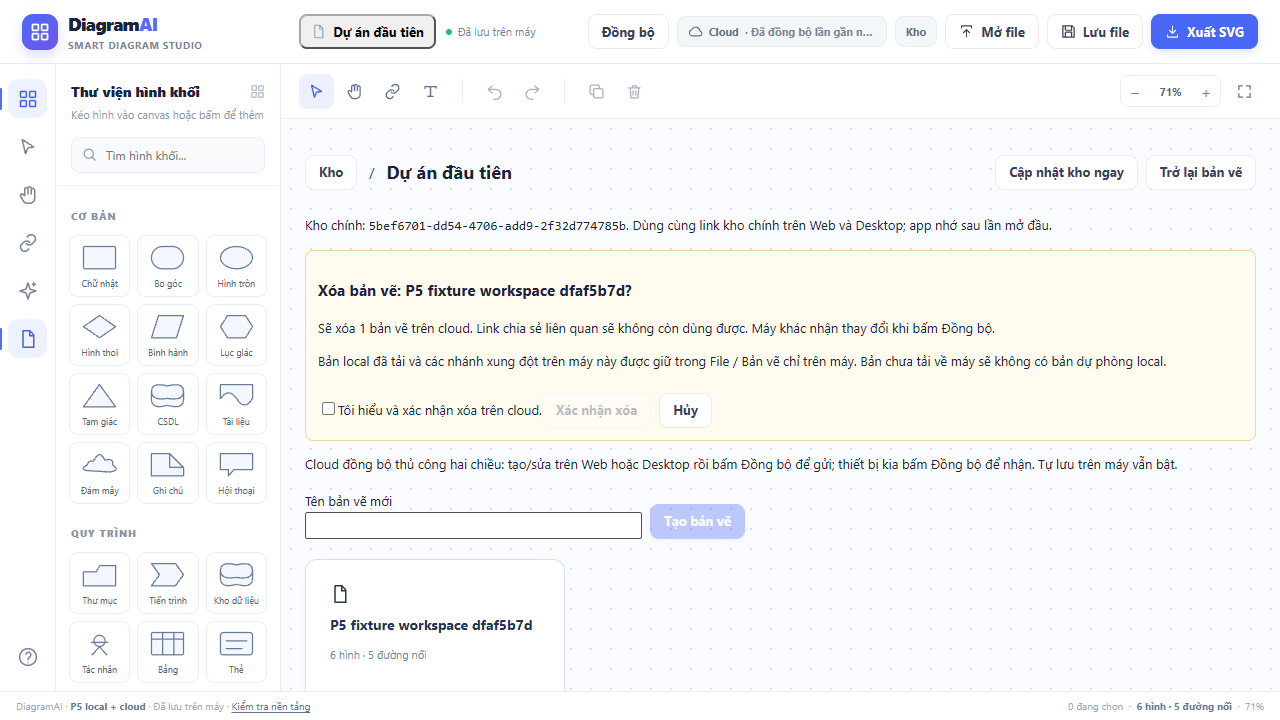 DiagramAI
SMART DIAGRAM STUDIO
Dự án đầu tiên
Đã lưu trên máy
Đồng bộ
Cloud · Đã đồng bộ lần gần n...
Kho
Mở file
Lưu file
Xuất SVG
Thư viện hình khối
Kéo hình vào canvas hoặc bấm để thêm
Tìm hình khối...
CƠ BẢN
Chữ nhật
Bo góc
Hình tròn
Hình thoi
Bình hành
Lục giác
Tam giác
CSDL
Tài liệu
Đám mây
Ghi chú
Hội thoại
QUY TRÌNH
Thư mục
Tiến trình
Kho dữ liệu
Tác nhân
Bảng
Thẻ
− 71% +
Kho / Dự án đầu tiên
Cập nhật kho ngay
Trở lại bản vẽ
Kho chính: 5bef6701-dd54-4706-add9-2f32d774785b. Dùng cùng link kho chính trên Web và Desktop; app nhớ sau lần mở đầu.
Xóa bản vẽ: P5 fixture workspace dfaf5b7d?
Sẽ xóa 1 bản vẽ trên cloud. Link chia sẻ liên quan sẽ không còn dùng được. Máy khác nhận thay đổi khi bấm Đồng bộ.
Bản local đã tải và các nhánh xung đột trên máy này được giữ trong File / Bản vẽ chỉ trên máy. Bản chưa tải về máy sẽ không có bản dự phòng local.
Tôi hiểu và xác nhận xóa trên cloud. Xác nhận xóa Hủy
Cloud đồng bộ thủ công hai chiều: tạo/sửa trên Web hoặc Desktop rồi bấm Đồng bộ để gửi; thiết bị kia bấm Đồng bộ để nhận. Tự lưu trên máy vẫn bật.
Tên bản vẽ mới
Tạo bản vẽ
P5 fixture workspace dfaf5b7d
6 hình · 5 đường nối
DiagramAI · P5 local + cloud · Đã lưu trên máy · Kiểm tra nền tảng
0 đang chọn · 6 hình · 5 đường nối · 71%